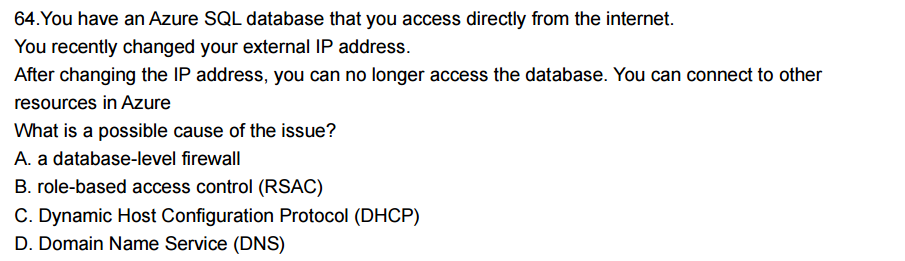 64.You have an Azure SQL database that you access directly from the internet.
You recently changed your external IP address.
After changing the IP address, you can no longer access the database. You can connect to other
resources in Azure
What is a possible cause of the issue?
A. a database-level firewall
B. role-based access control (RSAC)
C. Dynamic Host Configuration Protocol (DHCP)
D. Domain Name Service (DNS)